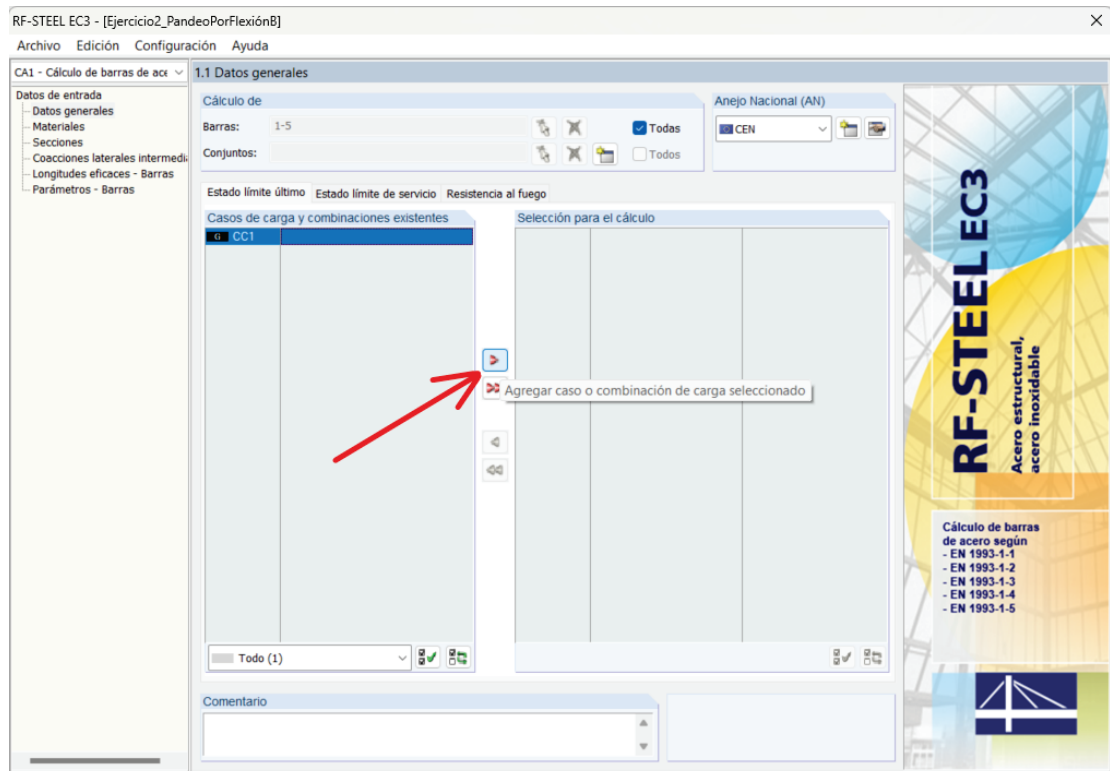 RF-STEEL EC3 - [Ejercicio2_PandeoPorFlexiónB]
Archivo Edición Configuración Ayuda
CA1 - Cálculo de barras de ace
1.1 Datos generales
Datos de entrada
Datos generales
Materiales
Secciones
Coacciones laterales intermedi
Longitudes eficaces - Barras
Parámetros - Barras
Cálculo de
Barras: 1-5 Todas
Conjuntos: Todos
Anejo Nacional (AN)
CEN
Estado límite último Estado límite de servicio Resistencia al fuego
Casos de carga y combinaciones existentes
G CC1
Selección para el cálculo
Agregar caso o combinación de carga seleccionado
Todo (1)
Comentario
RF-STEEL EC3
Acero estructural,
acero inoxidable
Cálculo de barras
de acero según
- EN 1993-1-1
- EN 1993-1-2
- EN 1993-1-3
- EN 1993-1-4
- EN 1993-1-5